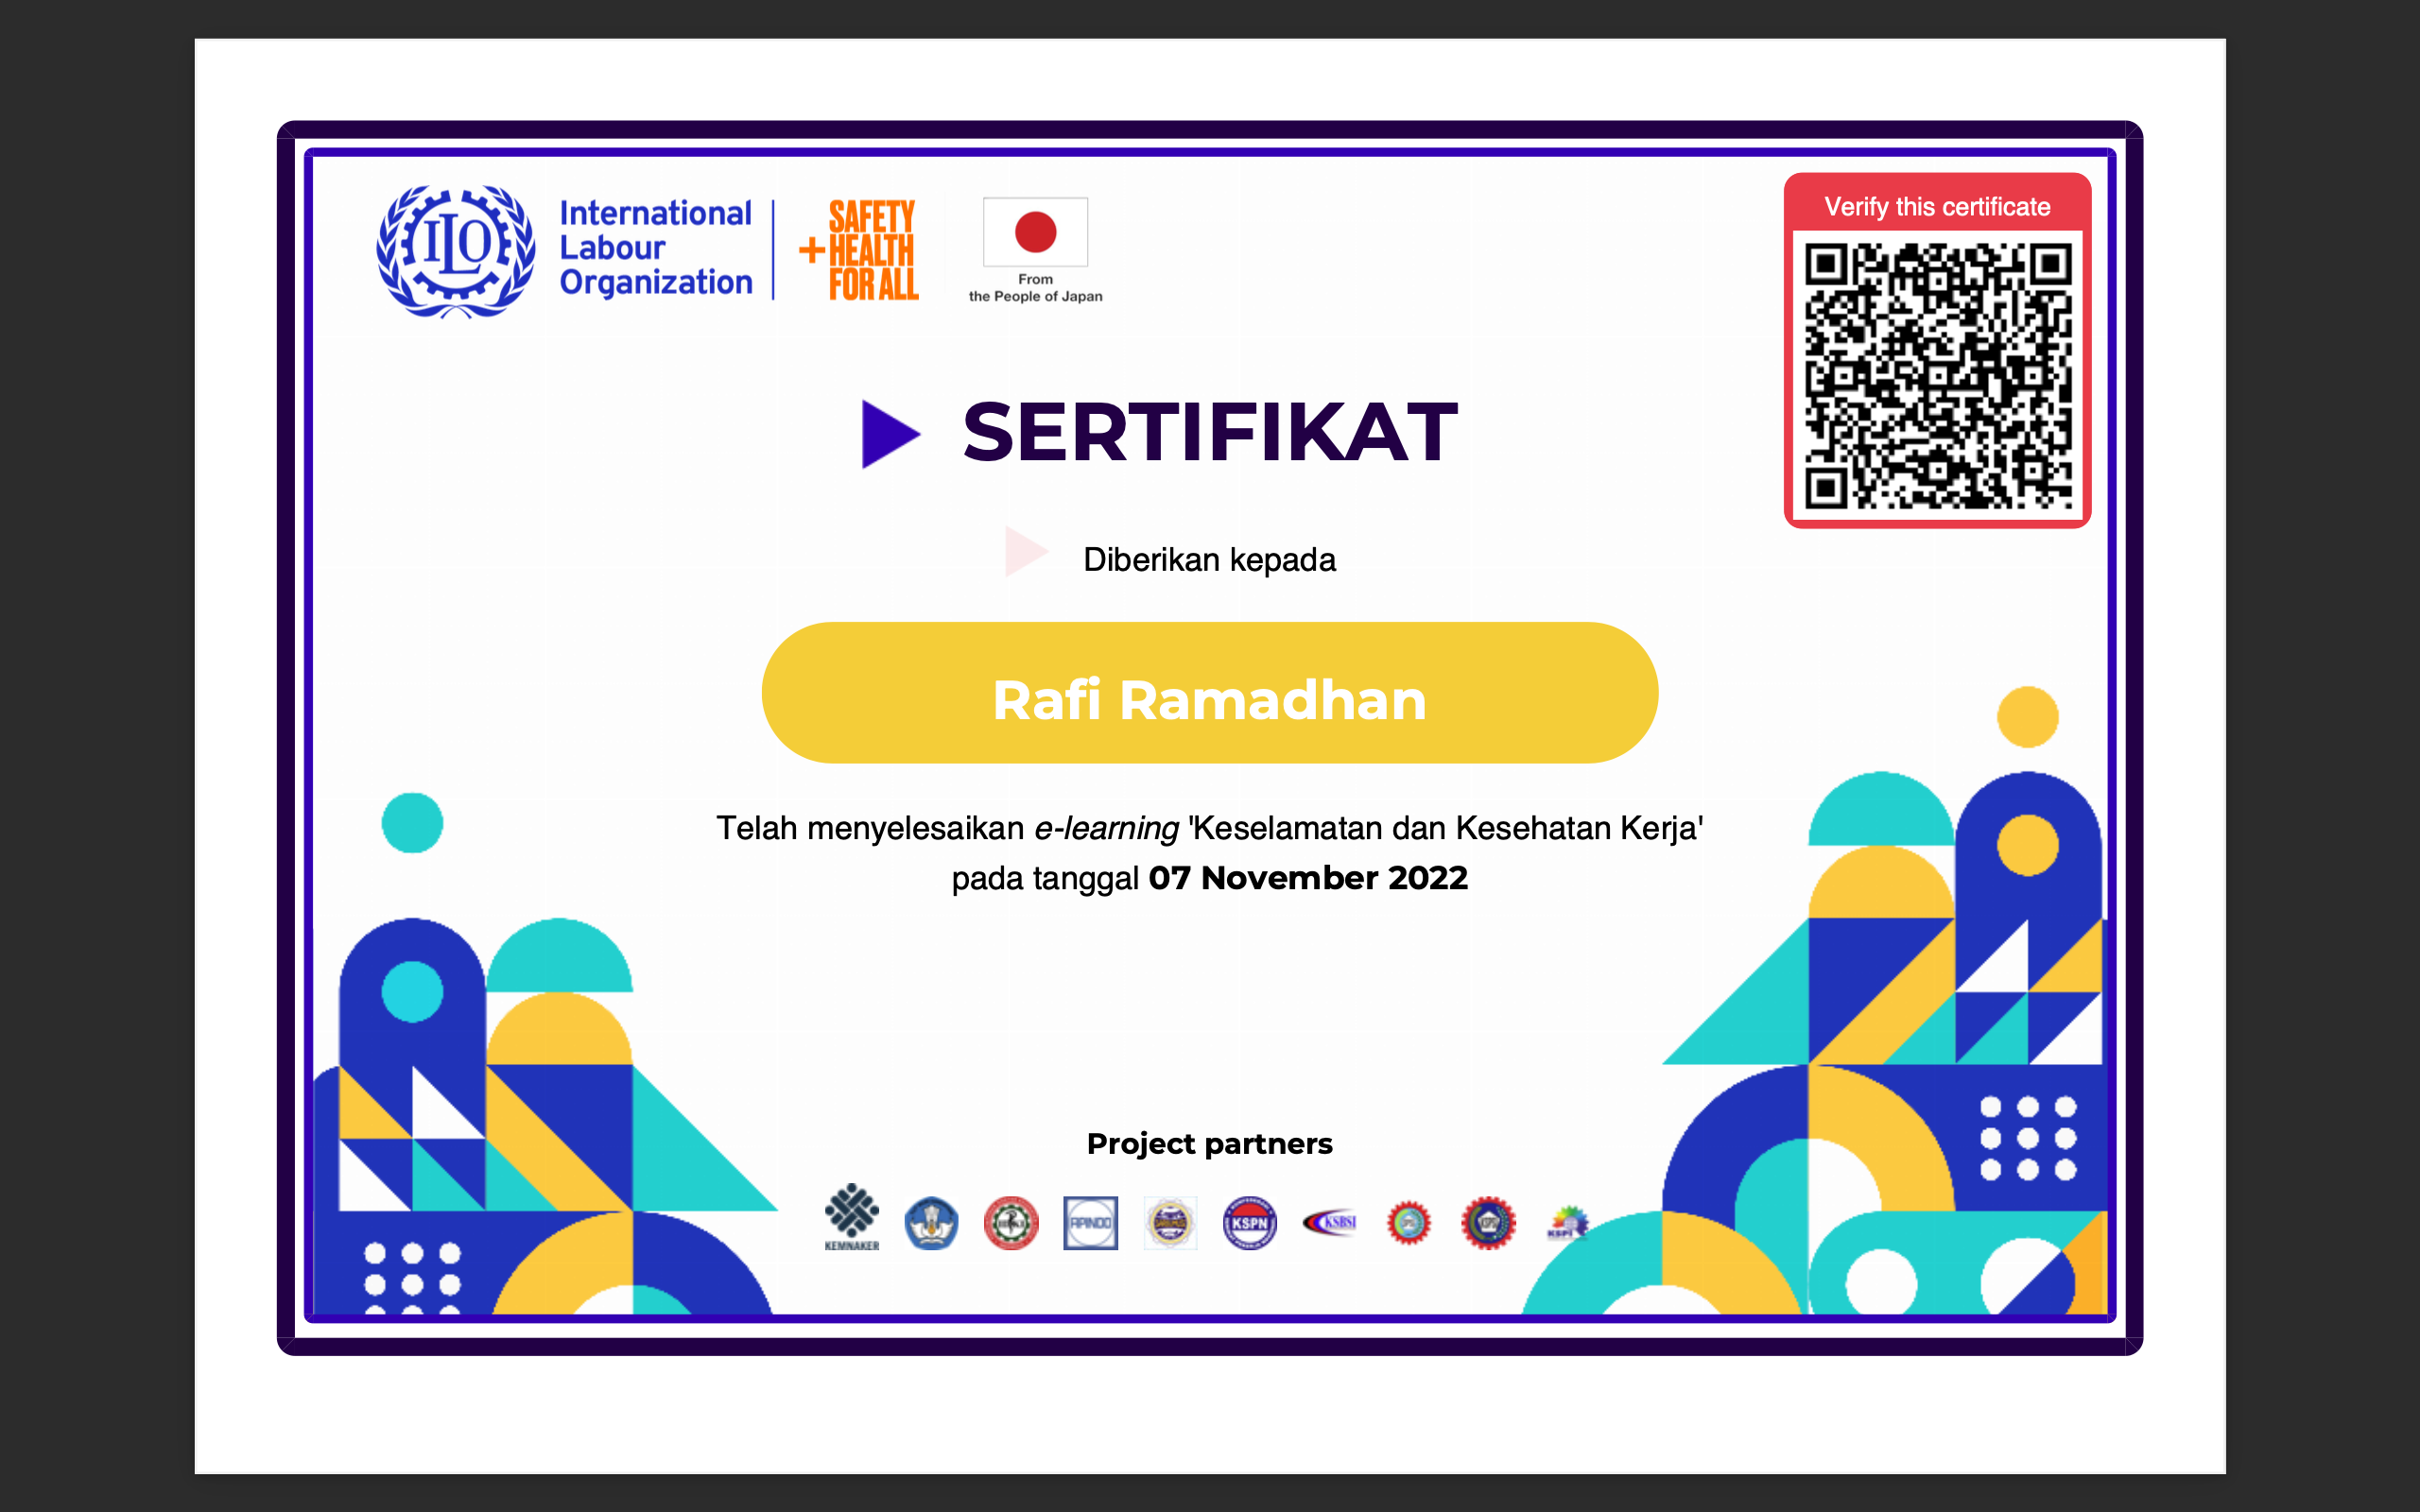 International
Labour
Organization
ILO
SAFETY
+HEALTH
FOR ALL
From
the People of Japan
Verify this certificate
SERTIFIKAT
Diberikan kepada
Rafi Ramadhan
Telah menyelesaikan e-learning 'Keselamatan dan Kesehatan Kerja'
pada tanggal 07 November 2022
Project partners
KEMNAKER
APINDO
KSPN
KSBSI
KSPI